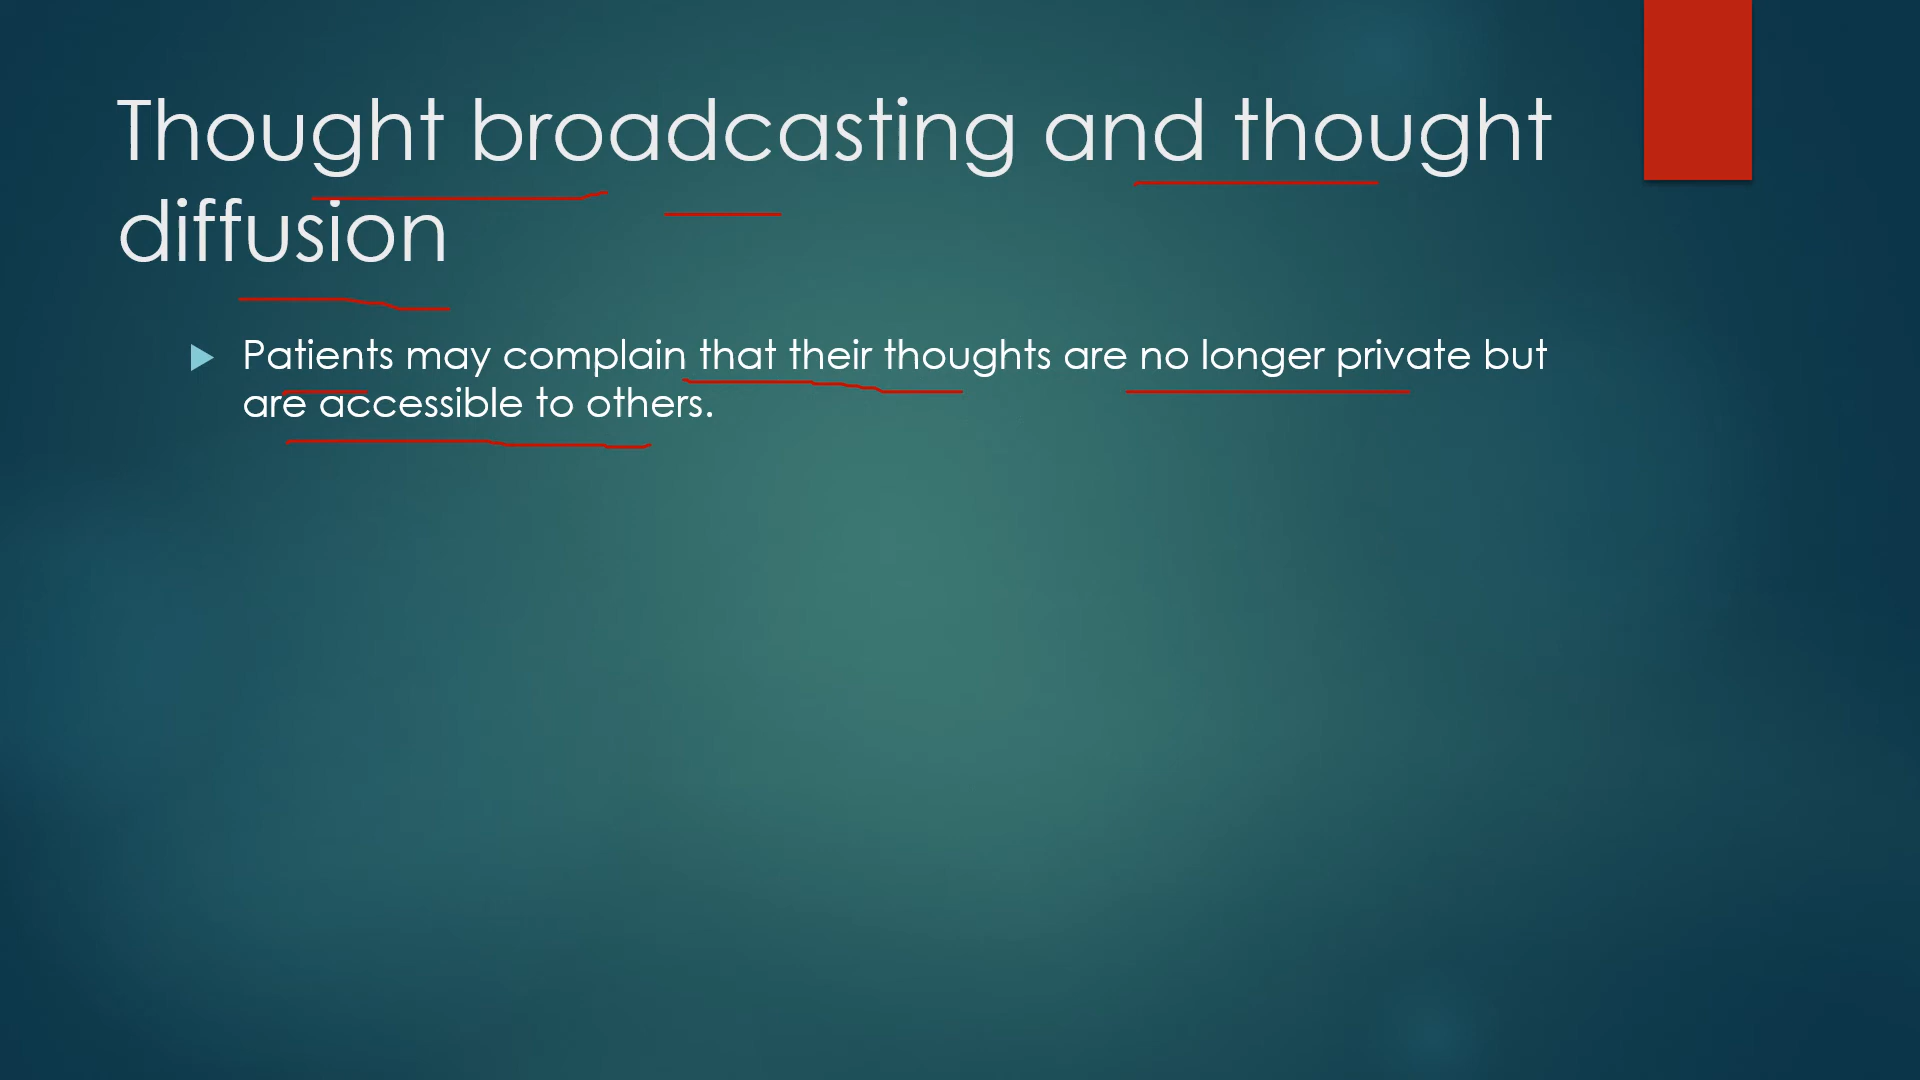 Thought broadcasting and thought
diffusion
Patients may complain that their thoughts are no longer private but
are accessible to others.